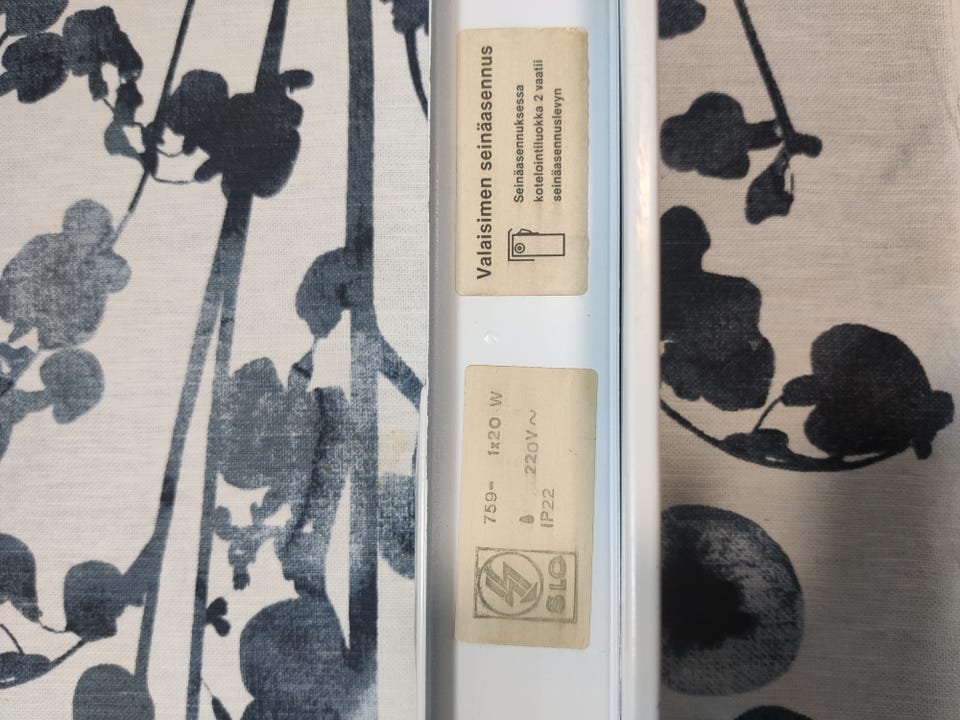 Valaisimen seinäasennus
Seinäasennuksessa
kotelointiluokka 2 vaatii
seinäasennuslevyn
759- 1x20 W
220V~
IP22
SLO